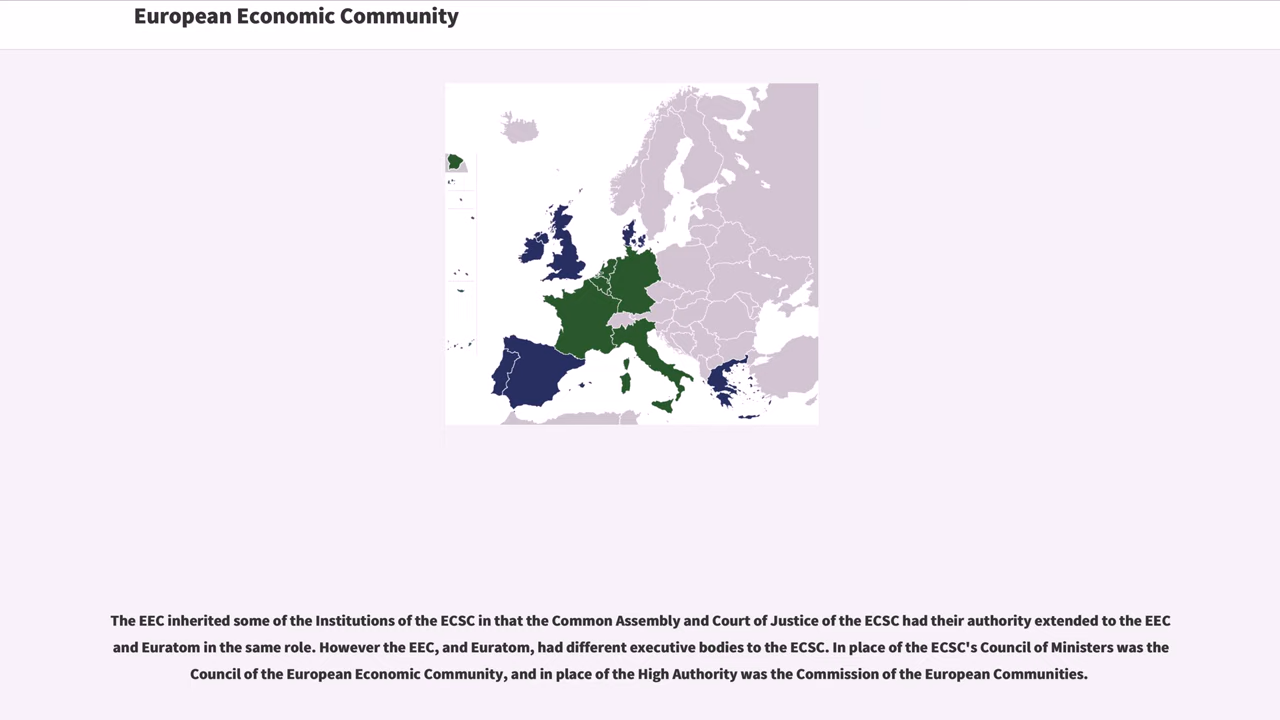 European Economic Community
The EEC inherited some of the Institutions of the ECSC in that the Common Assembly and Court of Justice of the ECSC had their authority extended to the EEC
and Euratom in the same role. However the EEC, and Euratom, had different executive bodies to the ECSC. In place of the ECSC's Council of Ministers was the
Council of the European Economic Community, and in place of the High Authority was the Commission of the European Communities.